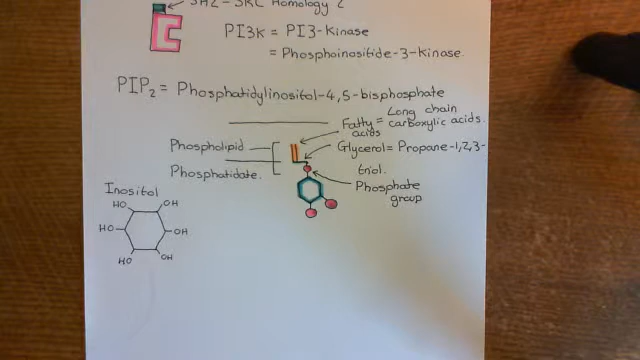 SH2 - SRC Homology 2
PI3K = PI3-Kinase
= Phosphoinositide-3-Kinase.
PIP2 = Phosphatidylinositol-4,5-bisphosphate
Fatty acids = Long chain carboxylic acids.
Phospholipid
Glycerol = Propane-1,2,3-triol.
Phosphatidate.
Phosphate group
Inositol
HO OH
HO OH
HO OH